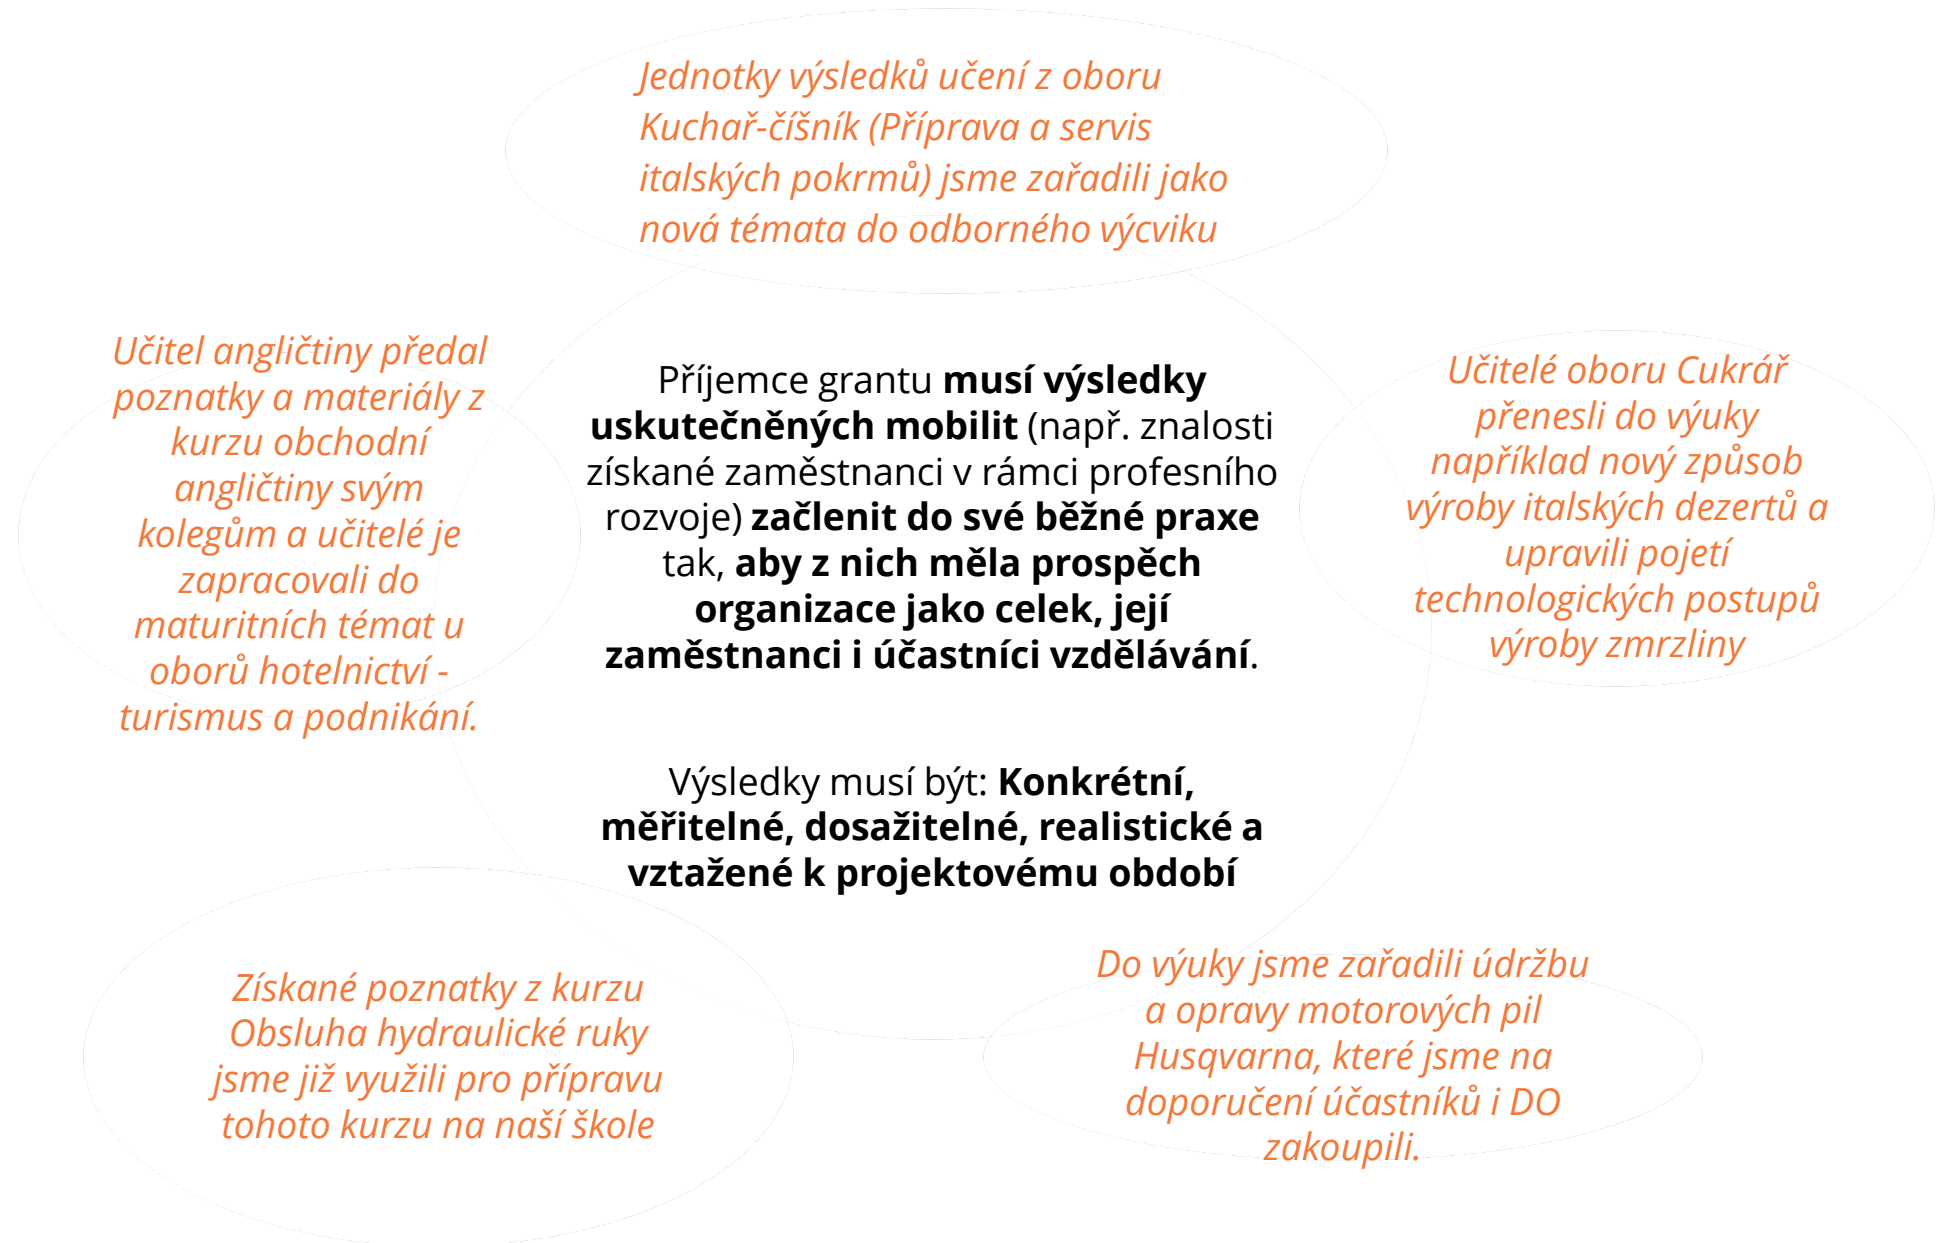 Jednotky výsledků učení z oboru
Kuchař-číšník (Příprava a servis
italských pokrmů) jsme zařadili jako
nová témata do odborného výcviku
Učitel angličtiny předal
poznatky a materiály z
kurzu obchodní
angličtiny svým
kolegům a učitelé je
zapracovali do
maturitních témat u
oborů hotelnictví -
turismus a podnikání.
Příjemce grantu musí výsledky
uskutečněných mobilit (např. znalosti
získané zaměstnanci v rámci profesního
rozvoje) začlenit do své běžné praxe
tak, aby z nich měla prospěch
organizace jako celek, její
zaměstnanci i účastníci vzdělávání.
Výsledky musí být: Konkrétní,
měřitelné, dosažitelné, realistické a
vztažené k projektovému období
Učitelé oboru Cukrář
přenesli do výuky
například nový způsob
výroby italských dezertů a
upravili pojetí
technologických postupů
výroby zmrzliny
Získané poznatky z kurzu
Obsluha hydraulické ruky
jsme již využili pro přípravu
tohoto kurzu na naší škole
Do výuky jsme zařadili údržbu
a opravy motorových pil
Husqvarna, které jsme na
doporučení účastníků i DO
zakoupili.